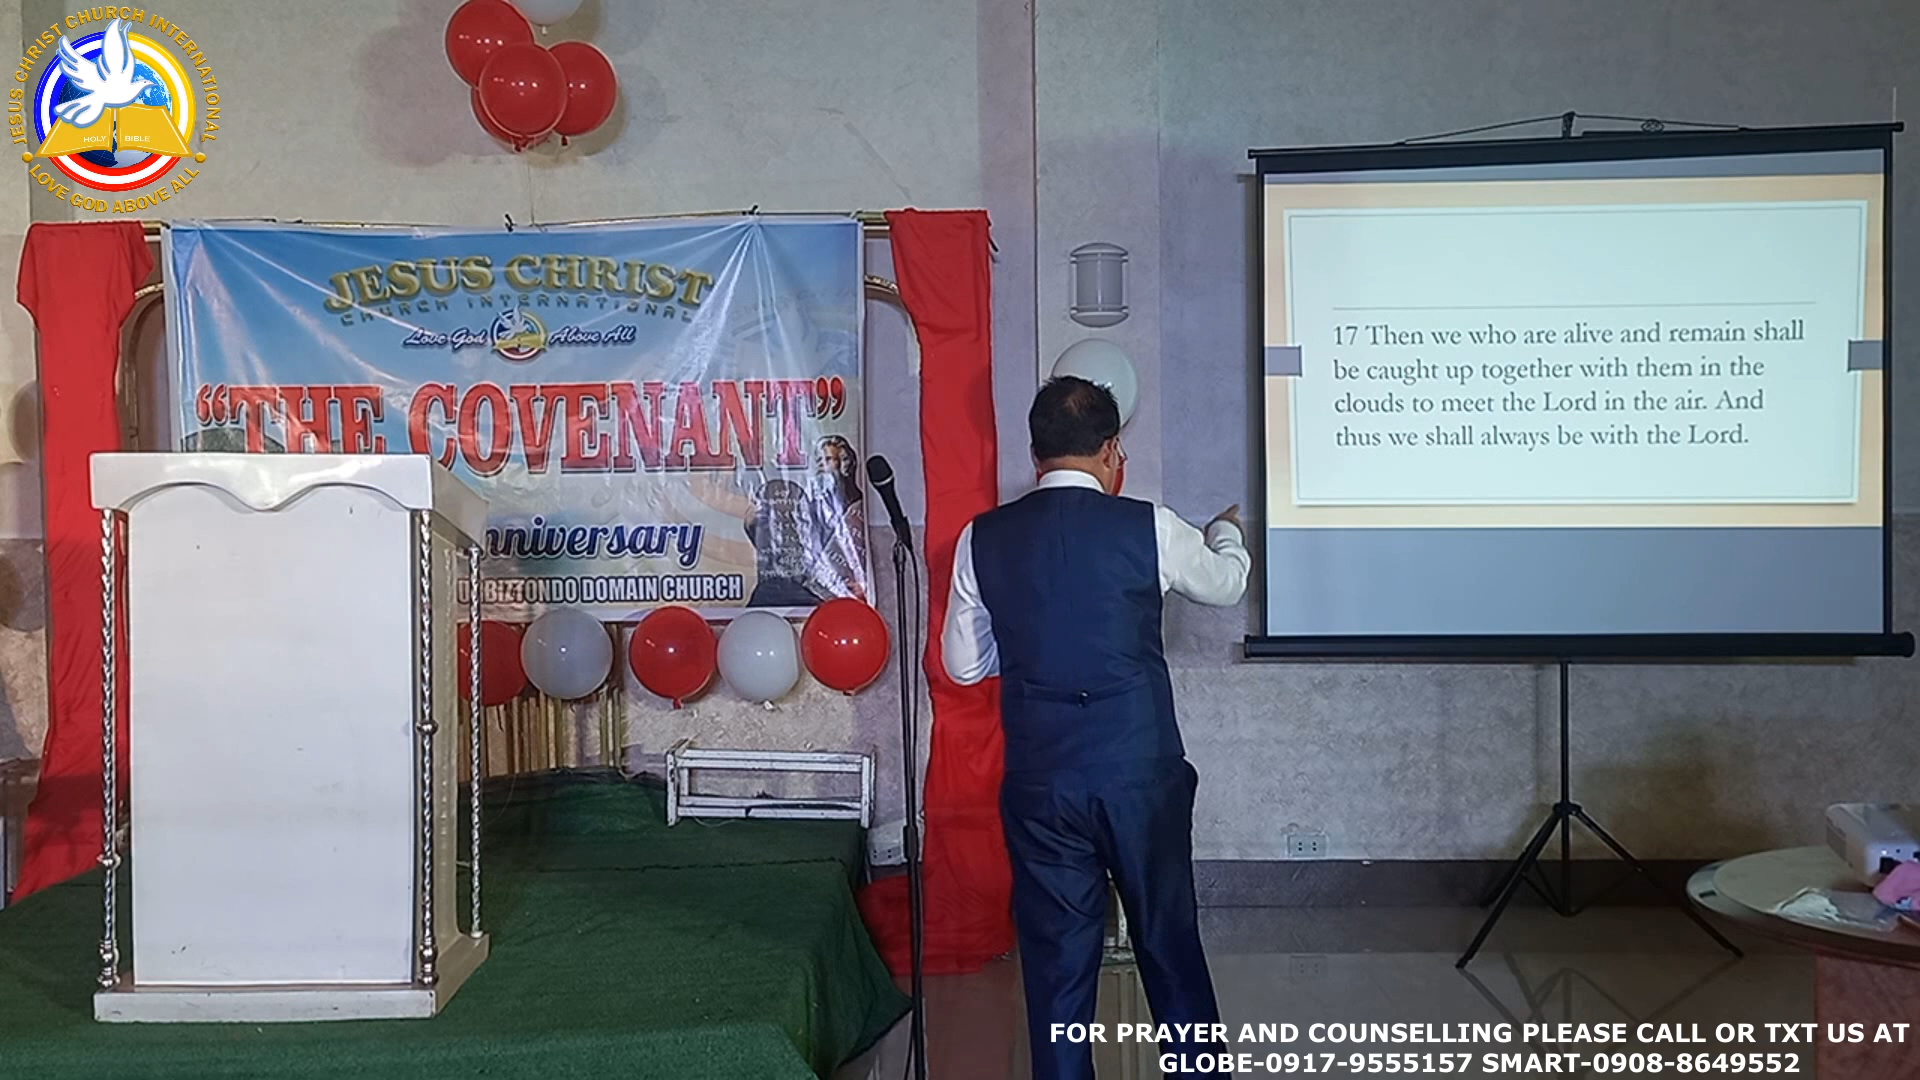 JESUS CHRIST CHURCH INTERNATIONAL
HOLY BIBLE
LOVE GOD ABOVE ALL
JESUS CHRIST
CHURCH INTERNATIONAL
Love God Above All
“THE COVENANT”
nniversary
TONDO DOMAIN CHURCH
17 Then we who are alive and remain shall
be caught up together with them in the
clouds to meet the Lord in the air. And
thus we shall always be with the Lord.
FOR PRAYER AND COUNSELLING PLEASE CALL OR TXT US AT
GLOBE-0917-9555157 SMART-0908-8649552